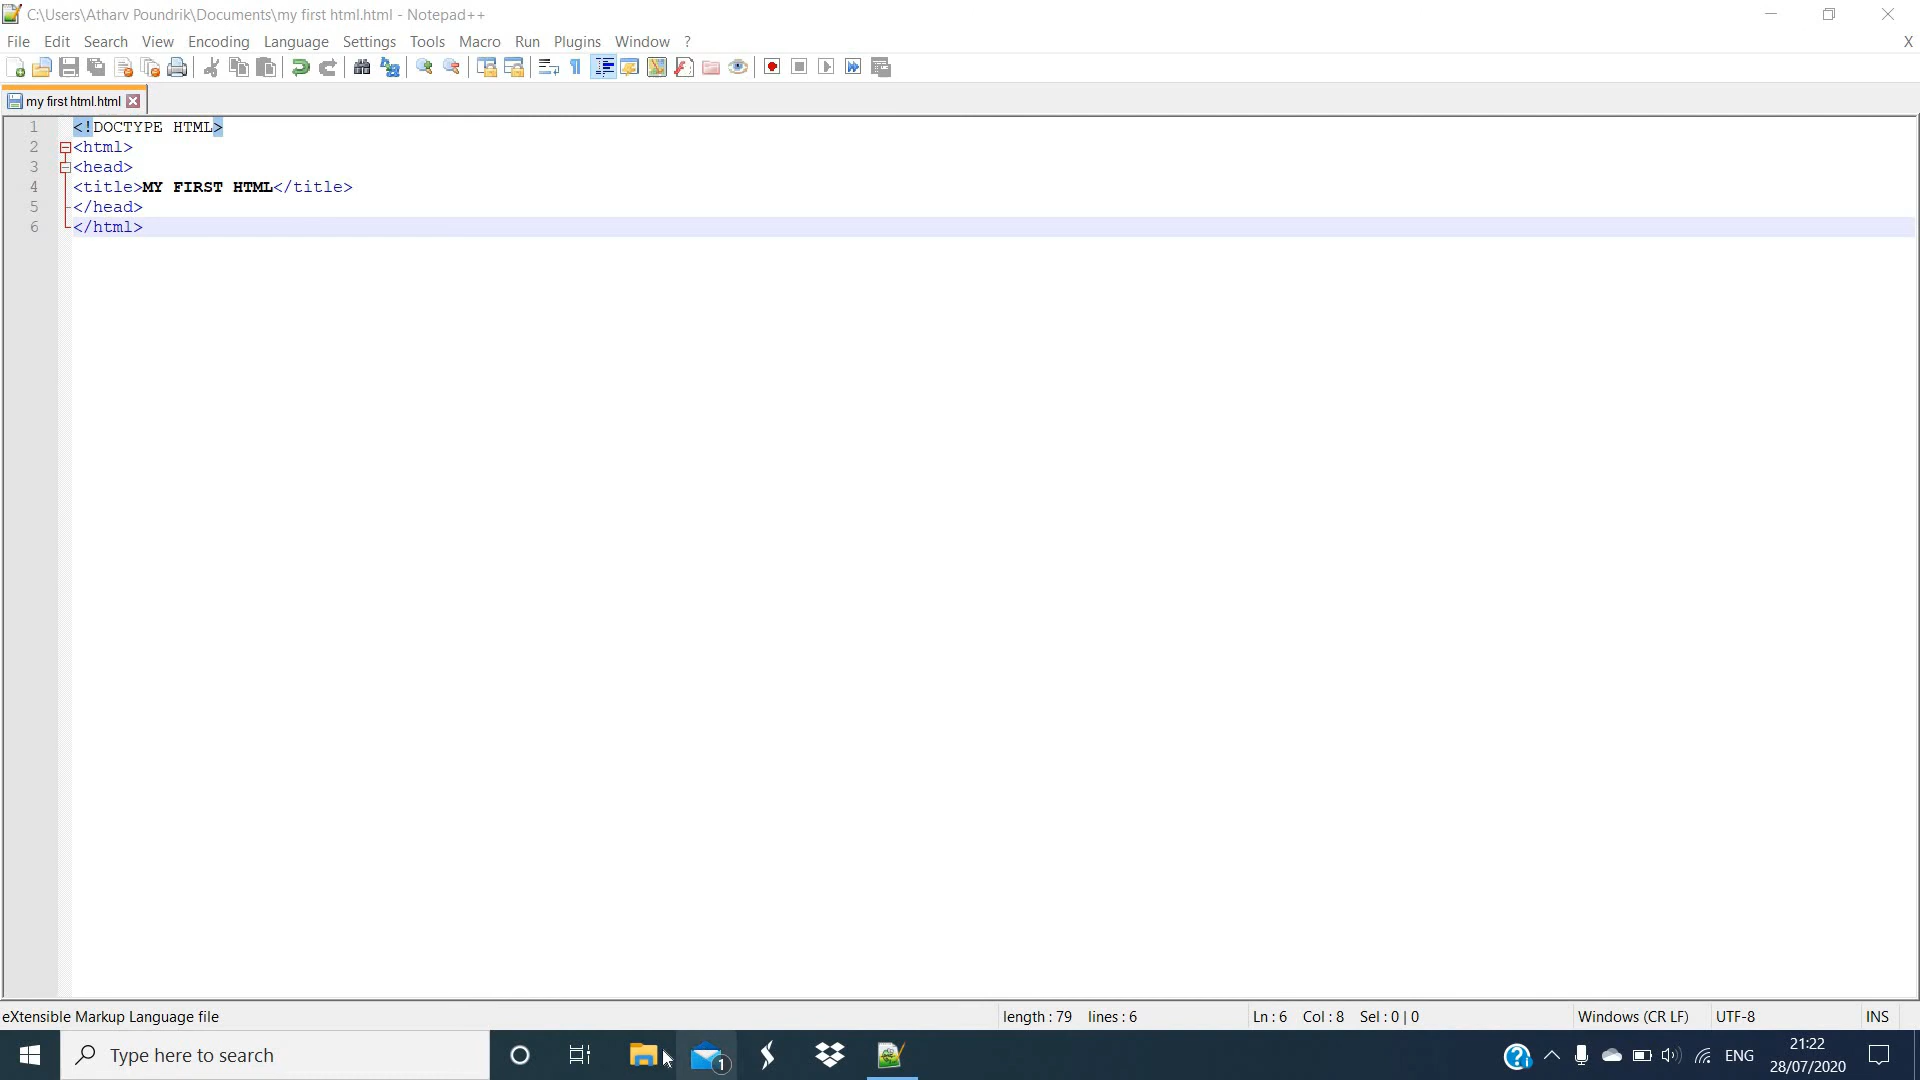 C:\Users\Atharv Poundrik\Documents\my first html.html - Notepad++
File Edit Search View Encoding Language Settings Tools Macro Run Plugins Window ?
X
my first html.html
1 <!DOCTYPE HTML>
2 <html>
3 <head>
4 <title>MY FIRST HTML</title>
5 </head>
6 </html>
eXtensible Markup Language file length : 79 lines : 6 Ln : 6 Col : 8 Sel : 0 | 0 Windows (CR LF) UTF-8 INS
Type here to search
1
ENG
21:22
28/07/2020